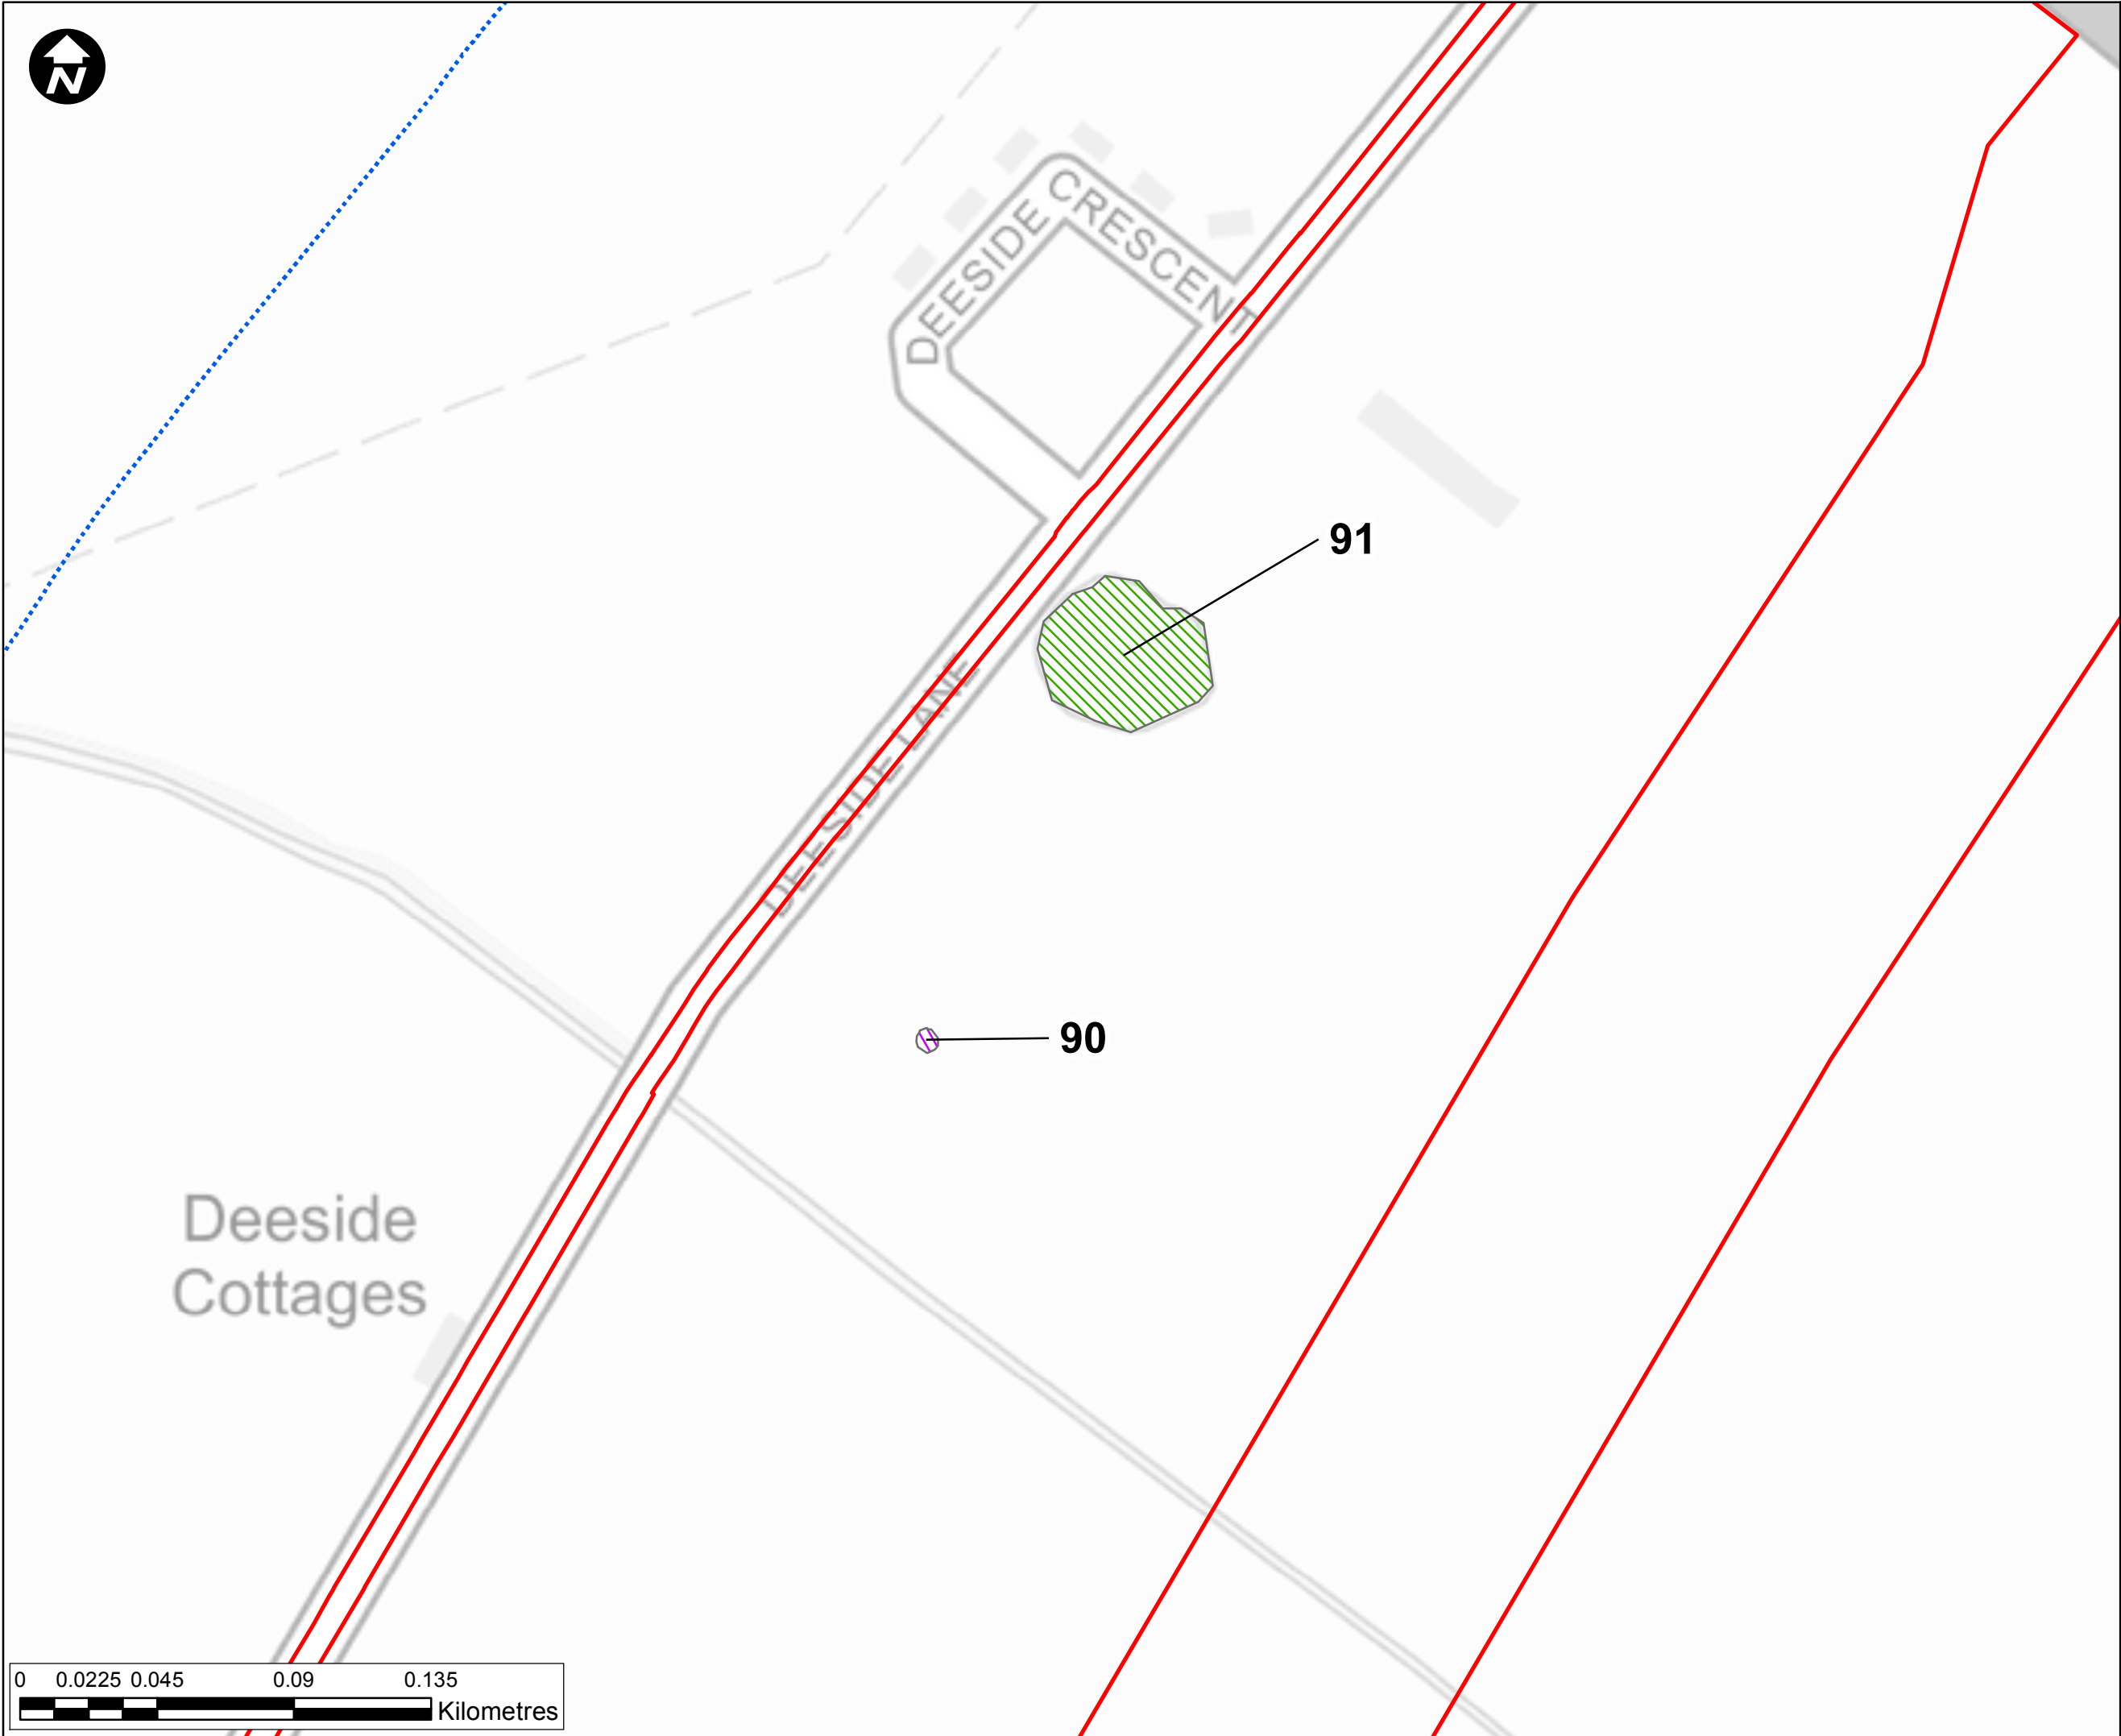 N
DEESIDE CRESCENT
91
DEESIDE LANE
90
Deeside
Cottages
0 0.0225 0.045 0.09 0.135
Kilometres